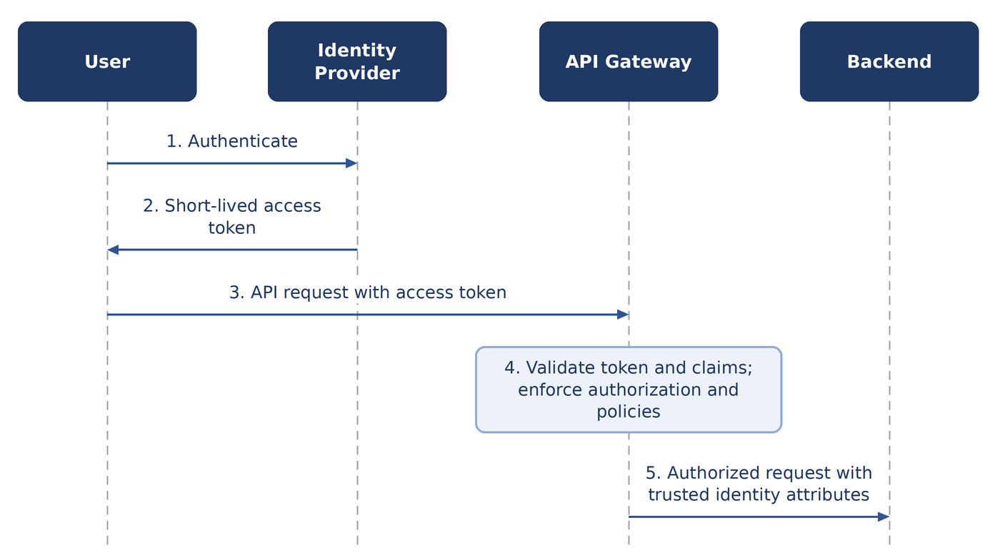 User
Identity
Provider
API Gateway
Backend
1. Authenticate
2. Short-lived access
token
3. API request with access token
4. Validate token and claims;
enforce authorization and
policies
5. Authorized request with
trusted identity attributes